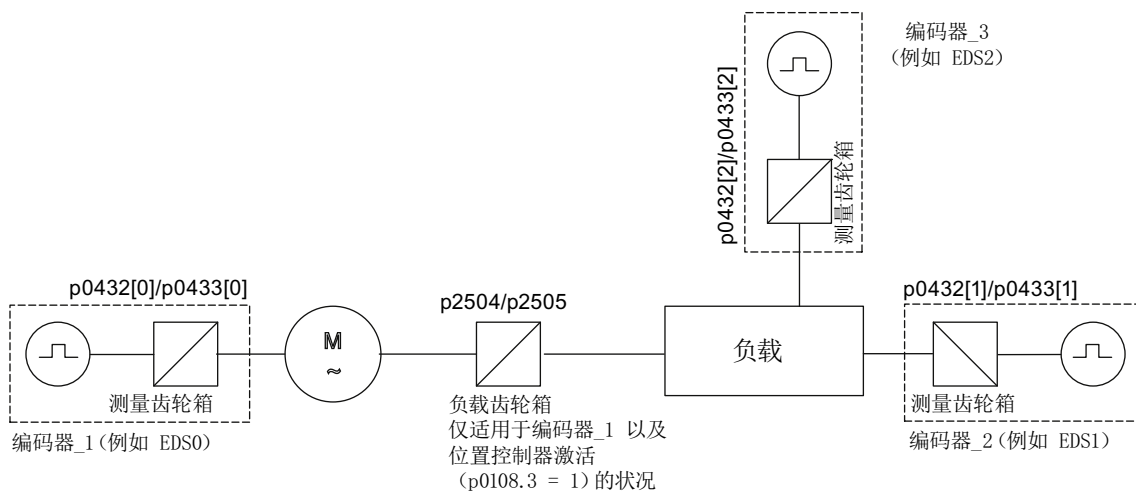 编码器_3
（例如 EDS2）
p0432[2]/p0433[2]
测量齿轮箱
p0432[0]/p0433[0]
测量齿轮箱
编码器_1（例如 EDS0）
M
~
p2504/p2505
负载齿轮箱
仅适用于编码器_1 以及
位置控制器激活
（p0108.3 = 1）的状况
负载
p0432[1]/p0433[1]
测量齿轮箱
编码器_2（例如 EDS1）